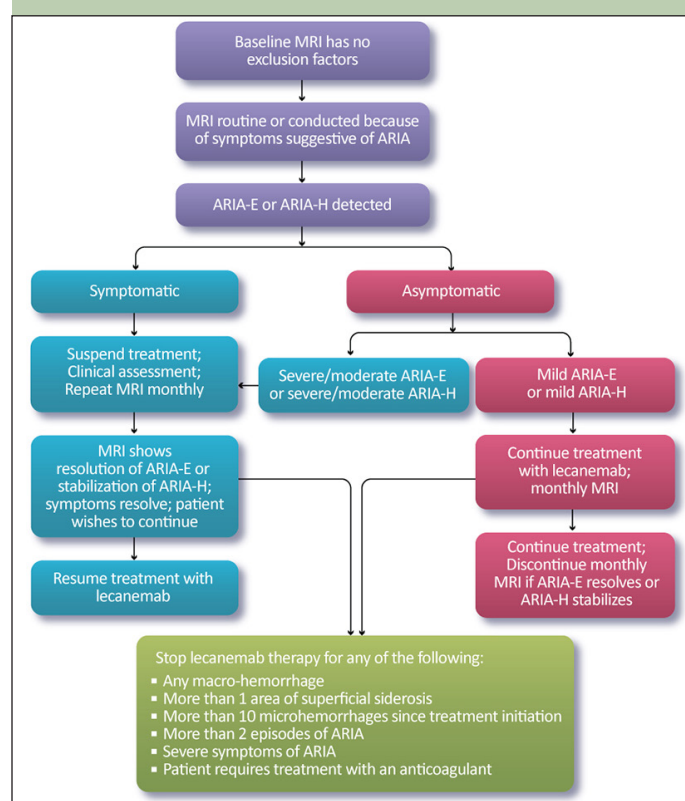 Baseline MRI has no
exclusion factors
MRI routine or conducted because
of symptoms suggestive of ARIA
ARIA-E or ARIA-H detected
Symptomatic
Asymptomatic
Suspend treatment;
Clinical assessment;
Repeat MRI monthly
Severe/moderate ARIA-E
or severe/moderate ARIA-H
Mild ARIA-E
or mild ARIA-H
MRI shows
resolution of ARIA-E or
stabilization of ARIA-H;
symptoms resolve; patient
wishes to continue
Continue treatment
with lecanemab;
monthly MRI
Resume treatment with
lecanemab
Continue treatment;
Discontinue monthly
MRI if ARIA-E resolves or
ARIA-H stabilizes
Stop lecanemab therapy for any of the following:
▪ Any macro-hemorrhage
▪ More than 1 area of superficial siderosis
▪ More than 10 microhemorrhages since treatment initiation
▪ More than 2 episodes of ARIA
▪ Severe symptoms of ARIA
▪ Patient requires treatment with an anticoagulant